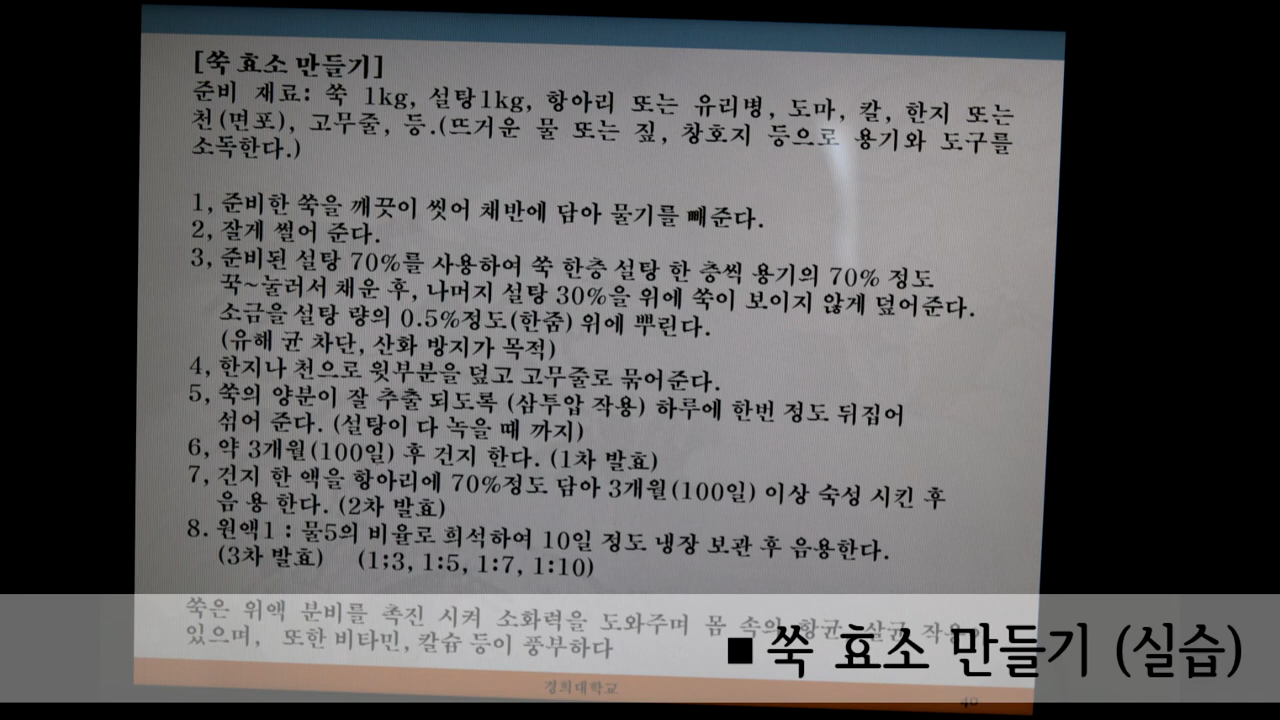 [쑥 효소 만들기]
준비 재료: 쑥 1kg, 설탕1kg, 항아리 또는 유리병, 도마, 칼, 한지 또는
천(면포), 고무줄, 등.(뜨거운 물 또는 짚, 창호지 등으로 용기와 도구를
소독한다.)
1, 준비한 쑥을 깨끗이 씻어 채반에 담아 물기를 빼준다.
2, 잘게 썰어 준다.
3, 준비된 설탕 70%를 사용하여 쑥 한층 설탕 한 층씩 용기의 70% 정도
꾹~눌러서 채운 후, 나머지 설탕 30%을 위에 쑥이 보이지 않게 덮어준다.
소금을 설탕 량의 0.5%정도(한줌) 위에 뿌린다.
(유해 균 차단, 산화 방지가 목적)
4, 한지나 천으로 윗부분을 덮고 고무줄로 묶어준다.
5, 쑥의 양분이 잘 추출 되도록 (삼투압 작용) 하루에 한번 정도 뒤집어
섞어 준다. (설탕이 다 녹을 때 까지)
6, 약 3개월(100일) 후 건지 한다. (1차 발효)
7, 건지 한 액을 항아리에 70%정도 담아 3개월(100일) 이상 숙성 시킨 후
음용 한다. (2차 발효)
8. 원액1 : 물5의 비율로 희석하여 10일 정도 냉장 보관 후 음용한다.
(3차 발효) (1;3, 1:5, 1:7, 1:10)
쑥은 위액 분비를 촉진 시켜 소화력을 도와주며 몸 속의 항균 살균
있으며, 또한 비타민, 칼슘 등이 풍부하다
■ 쑥 효소 만들기 (실습)
경희대학교
49